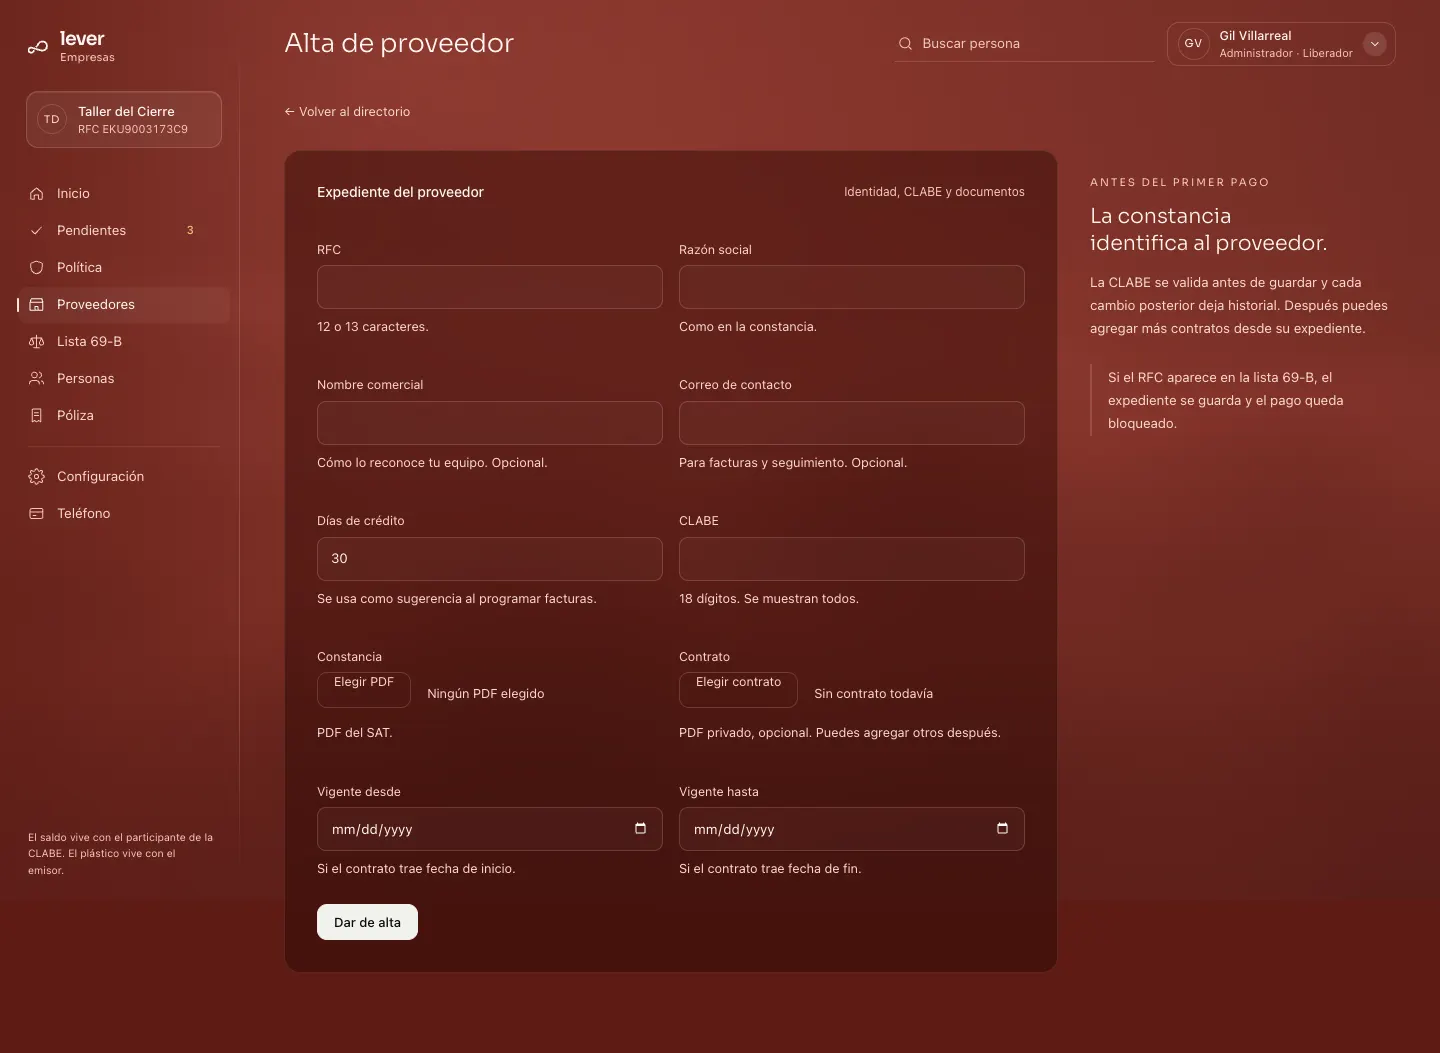 lever
Empresas
Alta de proveedor
Buscar persona
GV
Gil Villarreal
Administrador · Liberador
TD
Taller del Cierre
RFC EKU9003173C9
← Volver al directorio
Inicio
Pendientes 3
Política
Proveedores
Lista 69-B
Personas
Póliza
Configuración
Teléfono
El saldo vive con el participante de la
CLABE. El plástico vive con el
emisor.
Expediente del proveedor
Identidad, CLABE y documentos
RFC
12 o 13 caracteres.
Razón social
Como en la constancia.
Nombre comercial
Cómo lo reconoce tu equipo. Opcional.
Correo de contacto
Para facturas y seguimiento. Opcional.
Días de crédito
30
Se usa como sugerencia al programar facturas.
CLABE
18 dígitos. Se muestran todos.
Constancia
Elegir PDF
Ningún PDF elegido
PDF del SAT.
Contrato
Elegir contrato
Sin contrato todavía
PDF privado, opcional. Puedes agregar otros después.
Vigente desde
mm/dd/yyyy
Si el contrato trae fecha de inicio.
Vigente hasta
mm/dd/yyyy
Si el contrato trae fecha de fin.
Dar de alta
ANTES DEL PRIMER PAGO
La constancia
identifica al proveedor.
La CLABE se valida antes de guardar y cada
cambio posterior deja historial. Después puedes
agregar más contratos desde su expediente.
Si el RFC aparece en la lista 69-B, el
expediente se guarda y el pago queda
bloqueado.